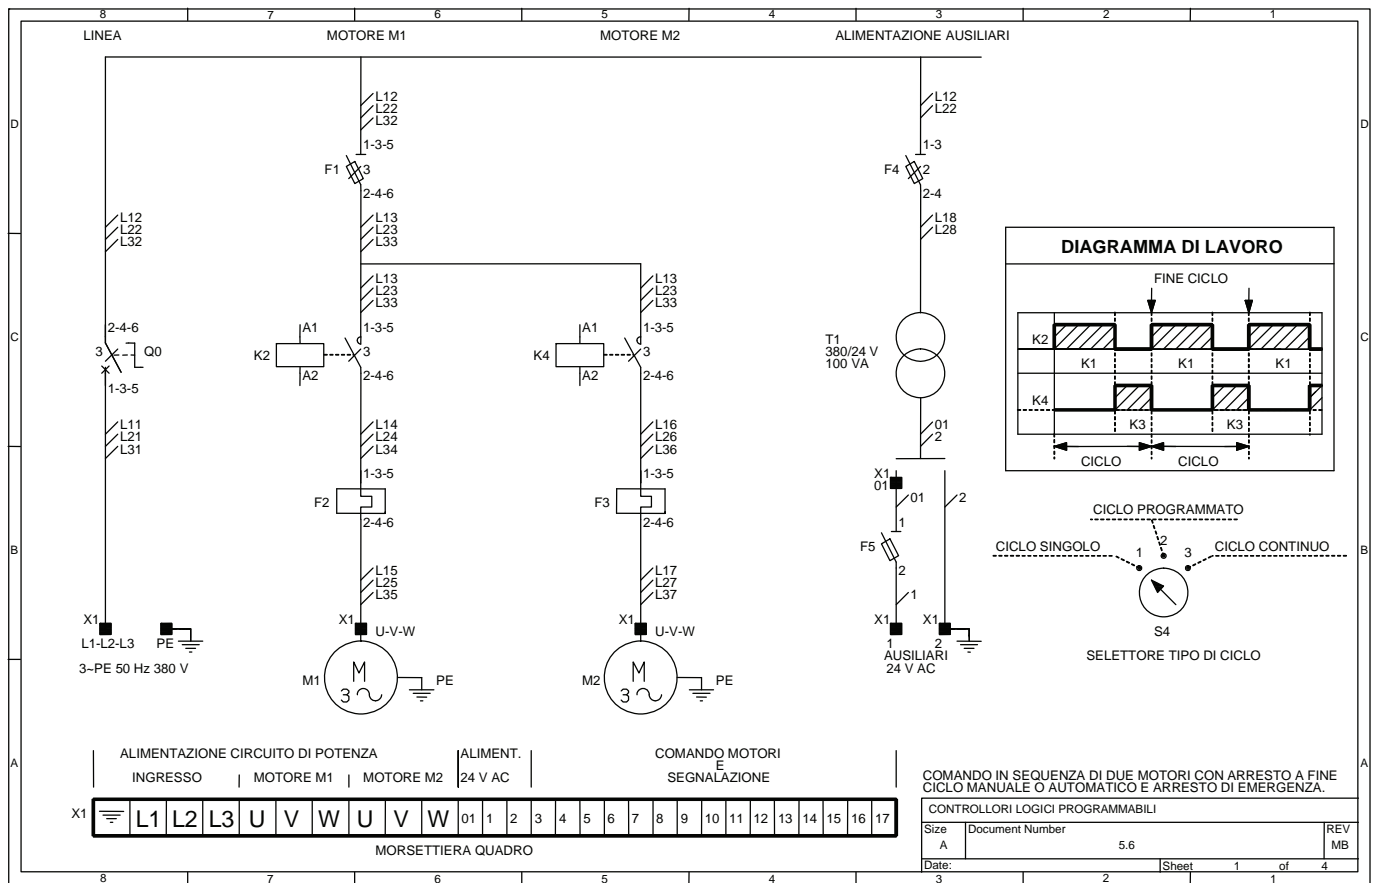 8 7 6 5 4 3 2 1
LINEA MOTORE M1 MOTORE M2 ALIMENTAZIONE AUSILIARI
D D
L12
L22
L32
1-3-5
F1 3
2-4-6
L13
L23
L33
L12
L22
1-3
F4 2
2-4
L18
L28
L12
L22
L32
2-4-6
3 Q0
1-3-5
L11
L21
L31
X1
L1-L2-L3 PE
3~PE 50 Hz 380 V
C C
L13
L23
L33
A1 1-3-5
K2 3
A2 2-4-6
L14
L24
L34
1-3-5
F2
2-4-6
L15
L25
L35
X1 U-V-W
M1 M
3
PE
L13
L23
L33
A1 1-3-5
K4 3
A2 2-4-6
L16
L26
L36
1-3-5
F3
2-4-6
L17
L27
L37
X1 U-V-W
M2 M
3
PE
T1
380/24 V
100 VA
01
2
X1
01
01 2
1
F5
2
1
X1 X1
1 2
AUSILIARI
24 V AC
DIAGRAMMA DI LAVORO
FINE CICLO
K2
K1 K1 K1
K4
K3 K3
CICLO CICLO
B B
CICLO PROGRAMMATO
CICLO SINGOLO 1 2 3 CICLO CONTINUO
S4
SELETTORE TIPO DI CICLO
A A
ALIMENTAZIONE CIRCUITO DI POTENZA ALIMENT. COMANDO MOTORI
E
INGRESSO MOTORE M1 MOTORE M2 24 V AC SEGNALAZIONE
X1 L1 L2 L3 U V W U V W 01 1 2 3 4 5 6 7 8 9 10 11 12 13 14 15 16 17
MORSETTIERA QUADRO
COMANDO IN SEQUENZA DI DUE MOTORI CON ARRESTO A FINE
CICLO MANUALE O AUTOMATICO E ARRESTO DI EMERGENZA.
CONTROLLORI LOGICI PROGRAMMABILI
Size Document Number REV
A 5.6 MB
Date: Sheet 1 of 4
8 7 6 5 4 3 2 1